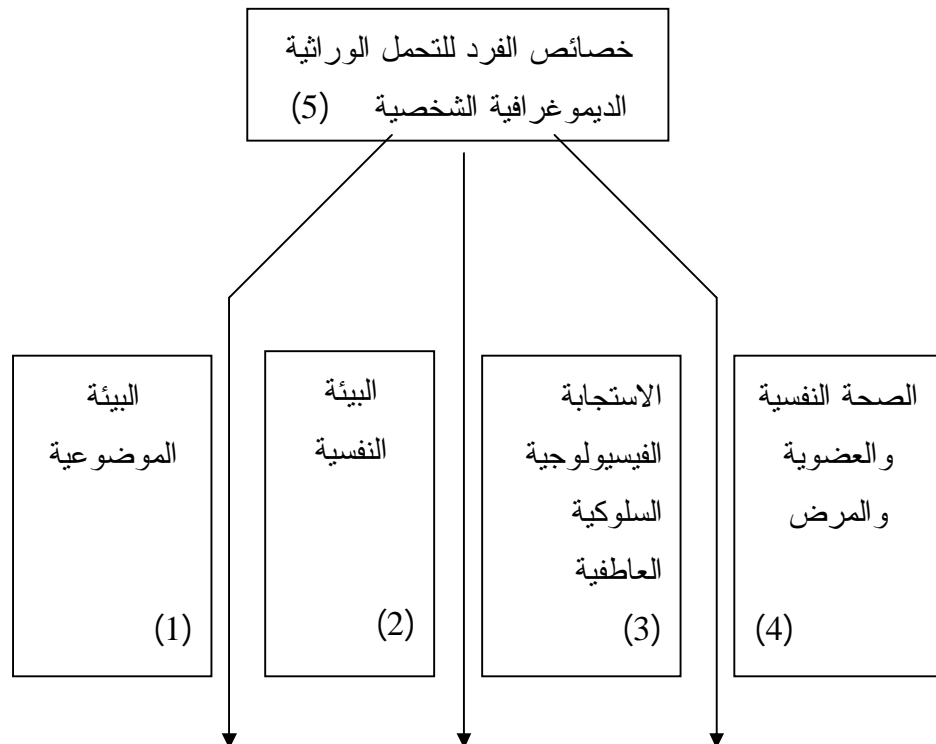 خصائص الفرد للتحمل الوراثية
الديموغرافية الشخصية (5)
البيئة
الموضوعية
(1)
البيئة
النفسية
(2)
الاستجابة
الفيسيولوجية
السلوكية
العاطفية
(3)
الصحة النفسية
والعضوية
والمرض
(4)